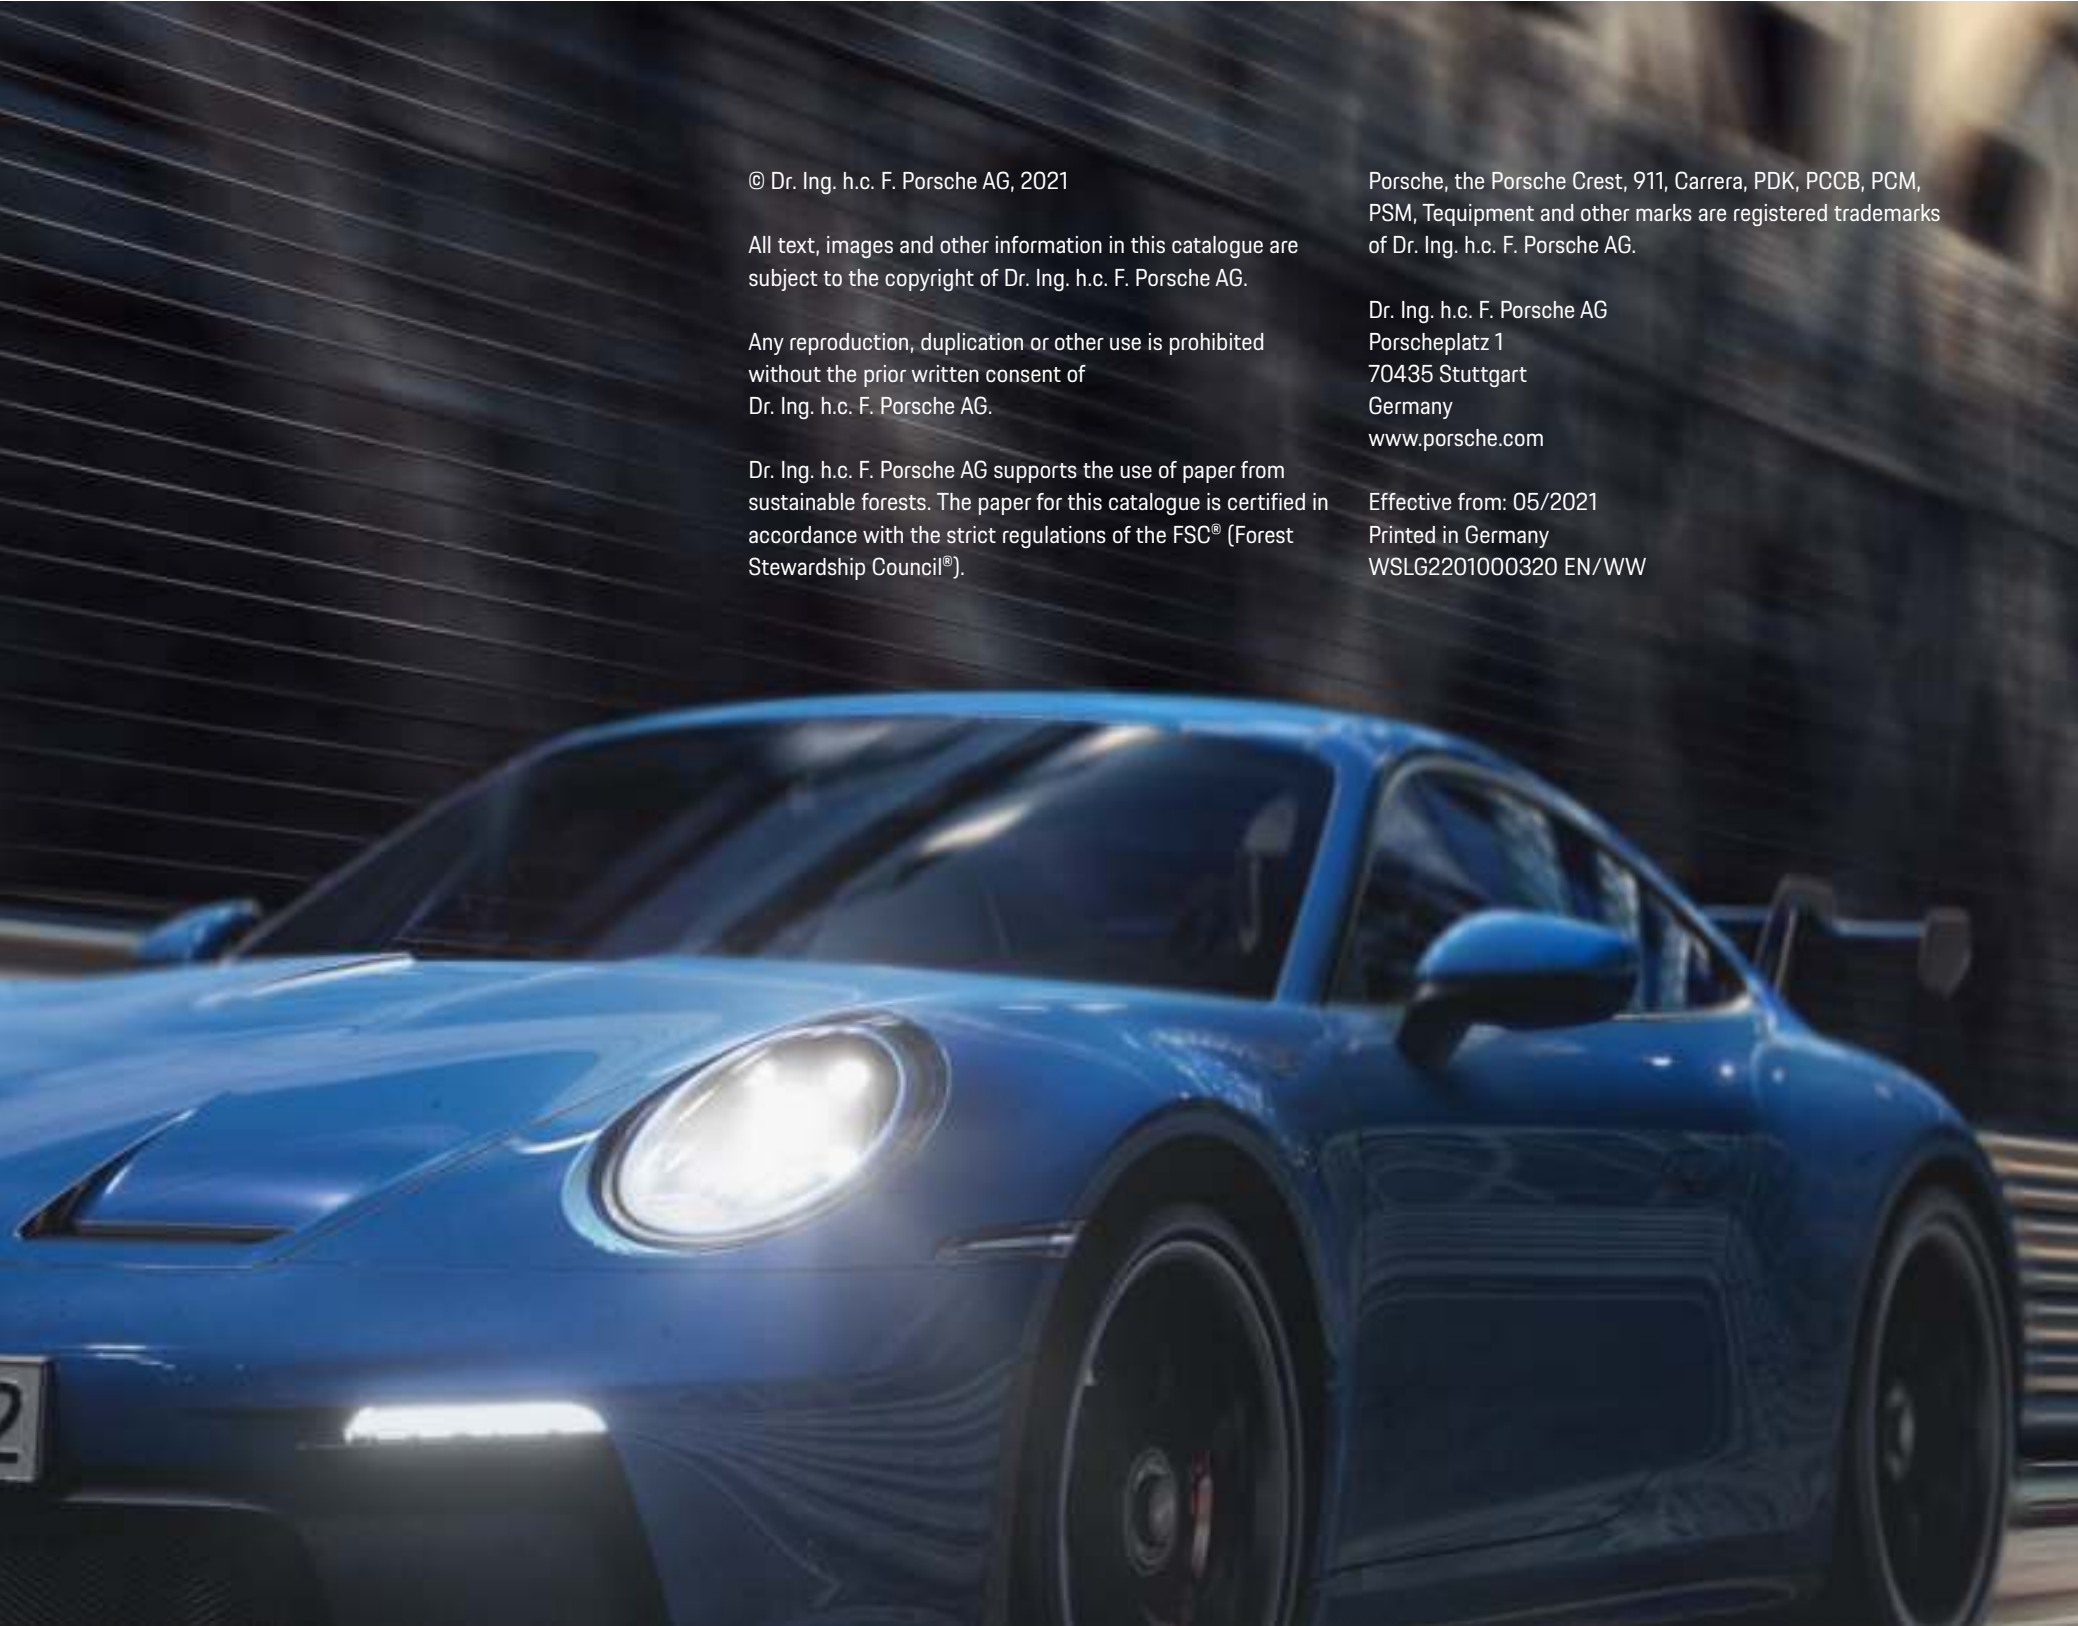 © Dr. Ing. h.c. F. Porsche AG, 2021
All text, images and other information in this catalogue are
subject to the copyright of Dr. Ing. h.c. F. Porsche AG.
Any reproduction, duplication or other use is prohibited
without the prior written consent of
Dr. Ing. h.c. F. Porsche AG.
Dr. Ing. h.c. F. Porsche AG supports the use of paper from
sustainable forests. The paper for this catalogue is certified in
accordance with the strict regulations of the FSC® (Forest
Stewardship Council®).
Porsche, the Porsche Crest, 911, Carrera, PDK, PCCB, PCM,
PSM, Tequipment and other marks are registered trademarks
of Dr. Ing. h.c. F. Porsche AG.
Dr. Ing. h.c. F. Porsche AG
Porscheplatz 1
70435 Stuttgart
Germany
www.porsche.com
Effective from: 05/2021
Printed in Germany
WSLG2201000320 EN/WW
2